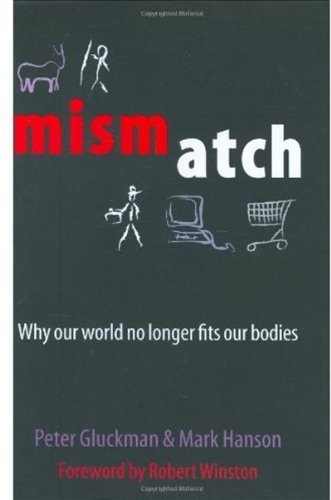 mism
atch
Why our world no longer fits our bodies
Peter Gluckman & Mark Hanson
Foreword by Robert Winston